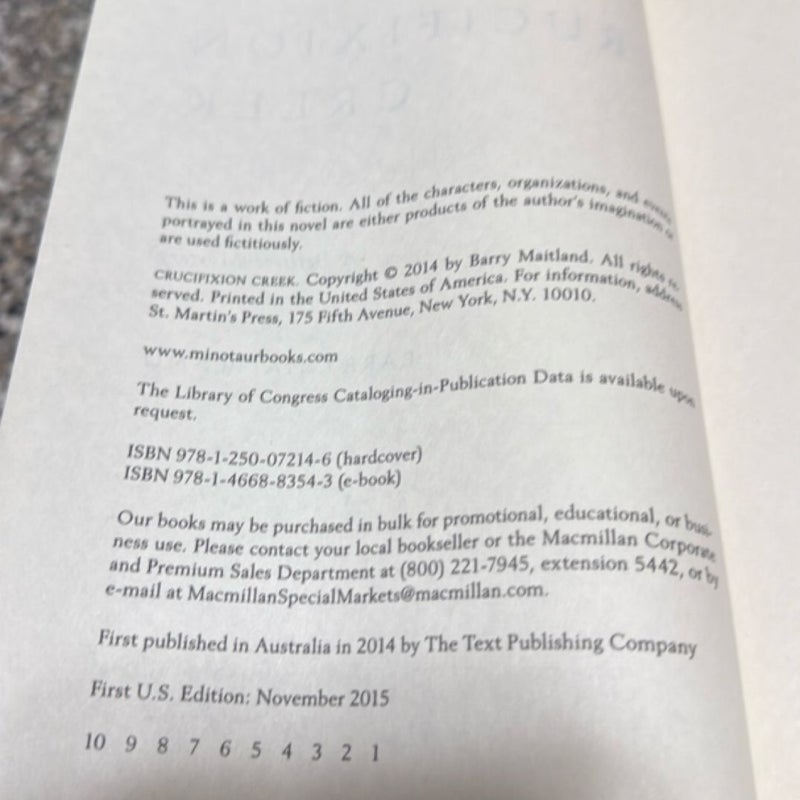 This is a work of fiction. All of the characters, organizations, and events
portrayed in this novel are either products of the author's imagination or
are used fictitiously.
CRUCIFIXION CREEK. Copyright © 2014 by Barry Maitland. All rights re-
served. Printed in the United States of America. For information, address
St. Martin's Press, 175 Fifth Avenue, New York, N.Y. 10010.
www.minotaurbooks.com
The Library of Congress Cataloging-in-Publication Data is available upon
request.
ISBN 978-1-250-07214-6 (hardcover)
ISBN 978-1-4668-8354-3 (e-book)
Our books may be purchased in bulk for promotional, educational, or busi-
ness use. Please contact your local bookseller or the Macmillan Corporate
and Premium Sales Department at (800) 221-7945, extension 5442, or by
e-mail at MacmillanSpecialMarkets@macmillan.com.
First published in Australia in 2014 by The Text Publishing Company
First U.S. Edition: November 2015
10 9 8 7 6 5 4 3 2 1